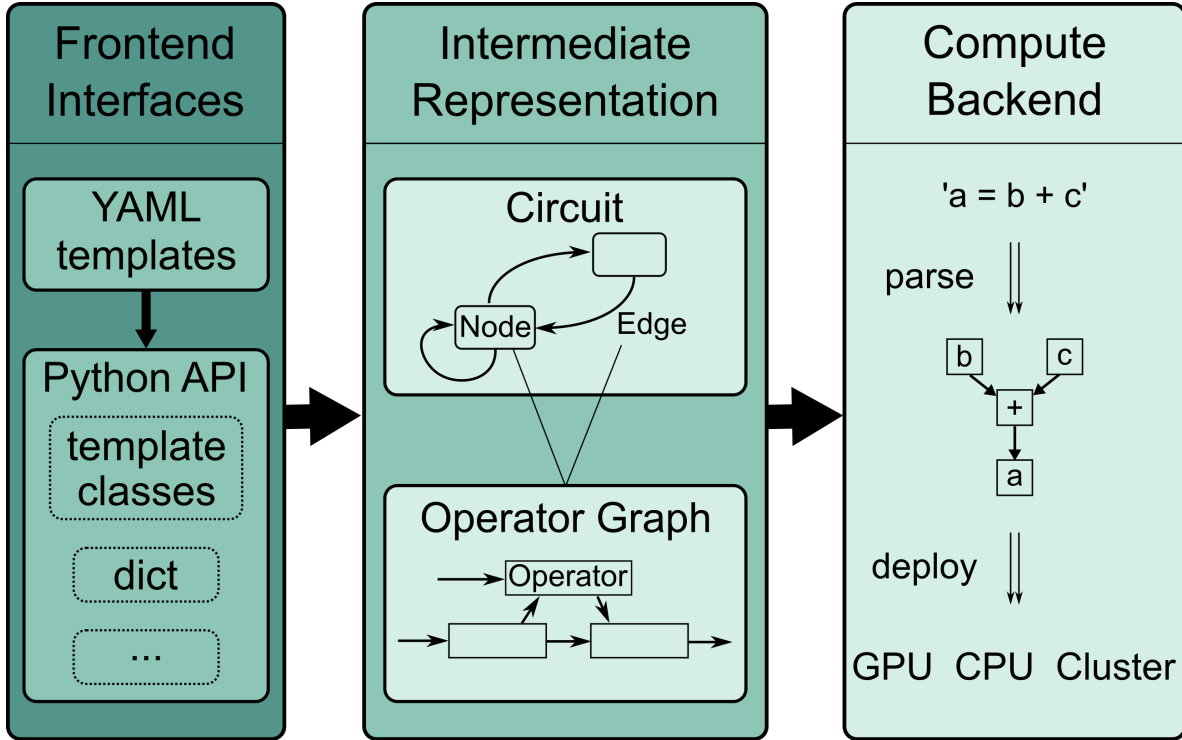 Frontend
Interfaces
YAML
templates
Python API
template
classes
dict
...
Intermediate
Representation
Circuit
Node
Edge
Operator Graph
Operator
Compute
Backend
'a = b + c'
parse
b
c
+
a
deploy
GPU CPU Cluster